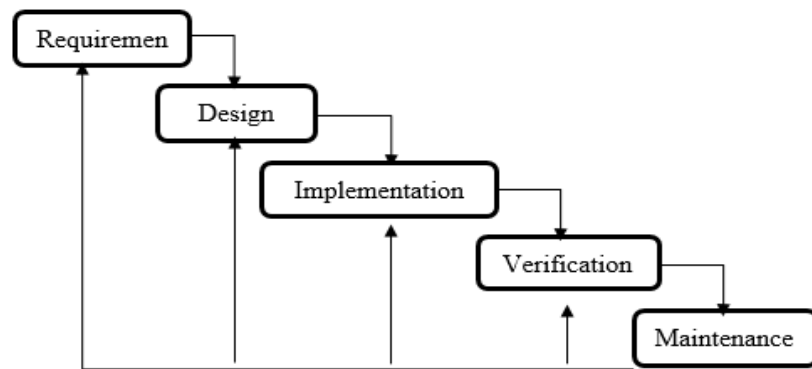 Requiremen
Design
Implementation
Verification
Maintenance